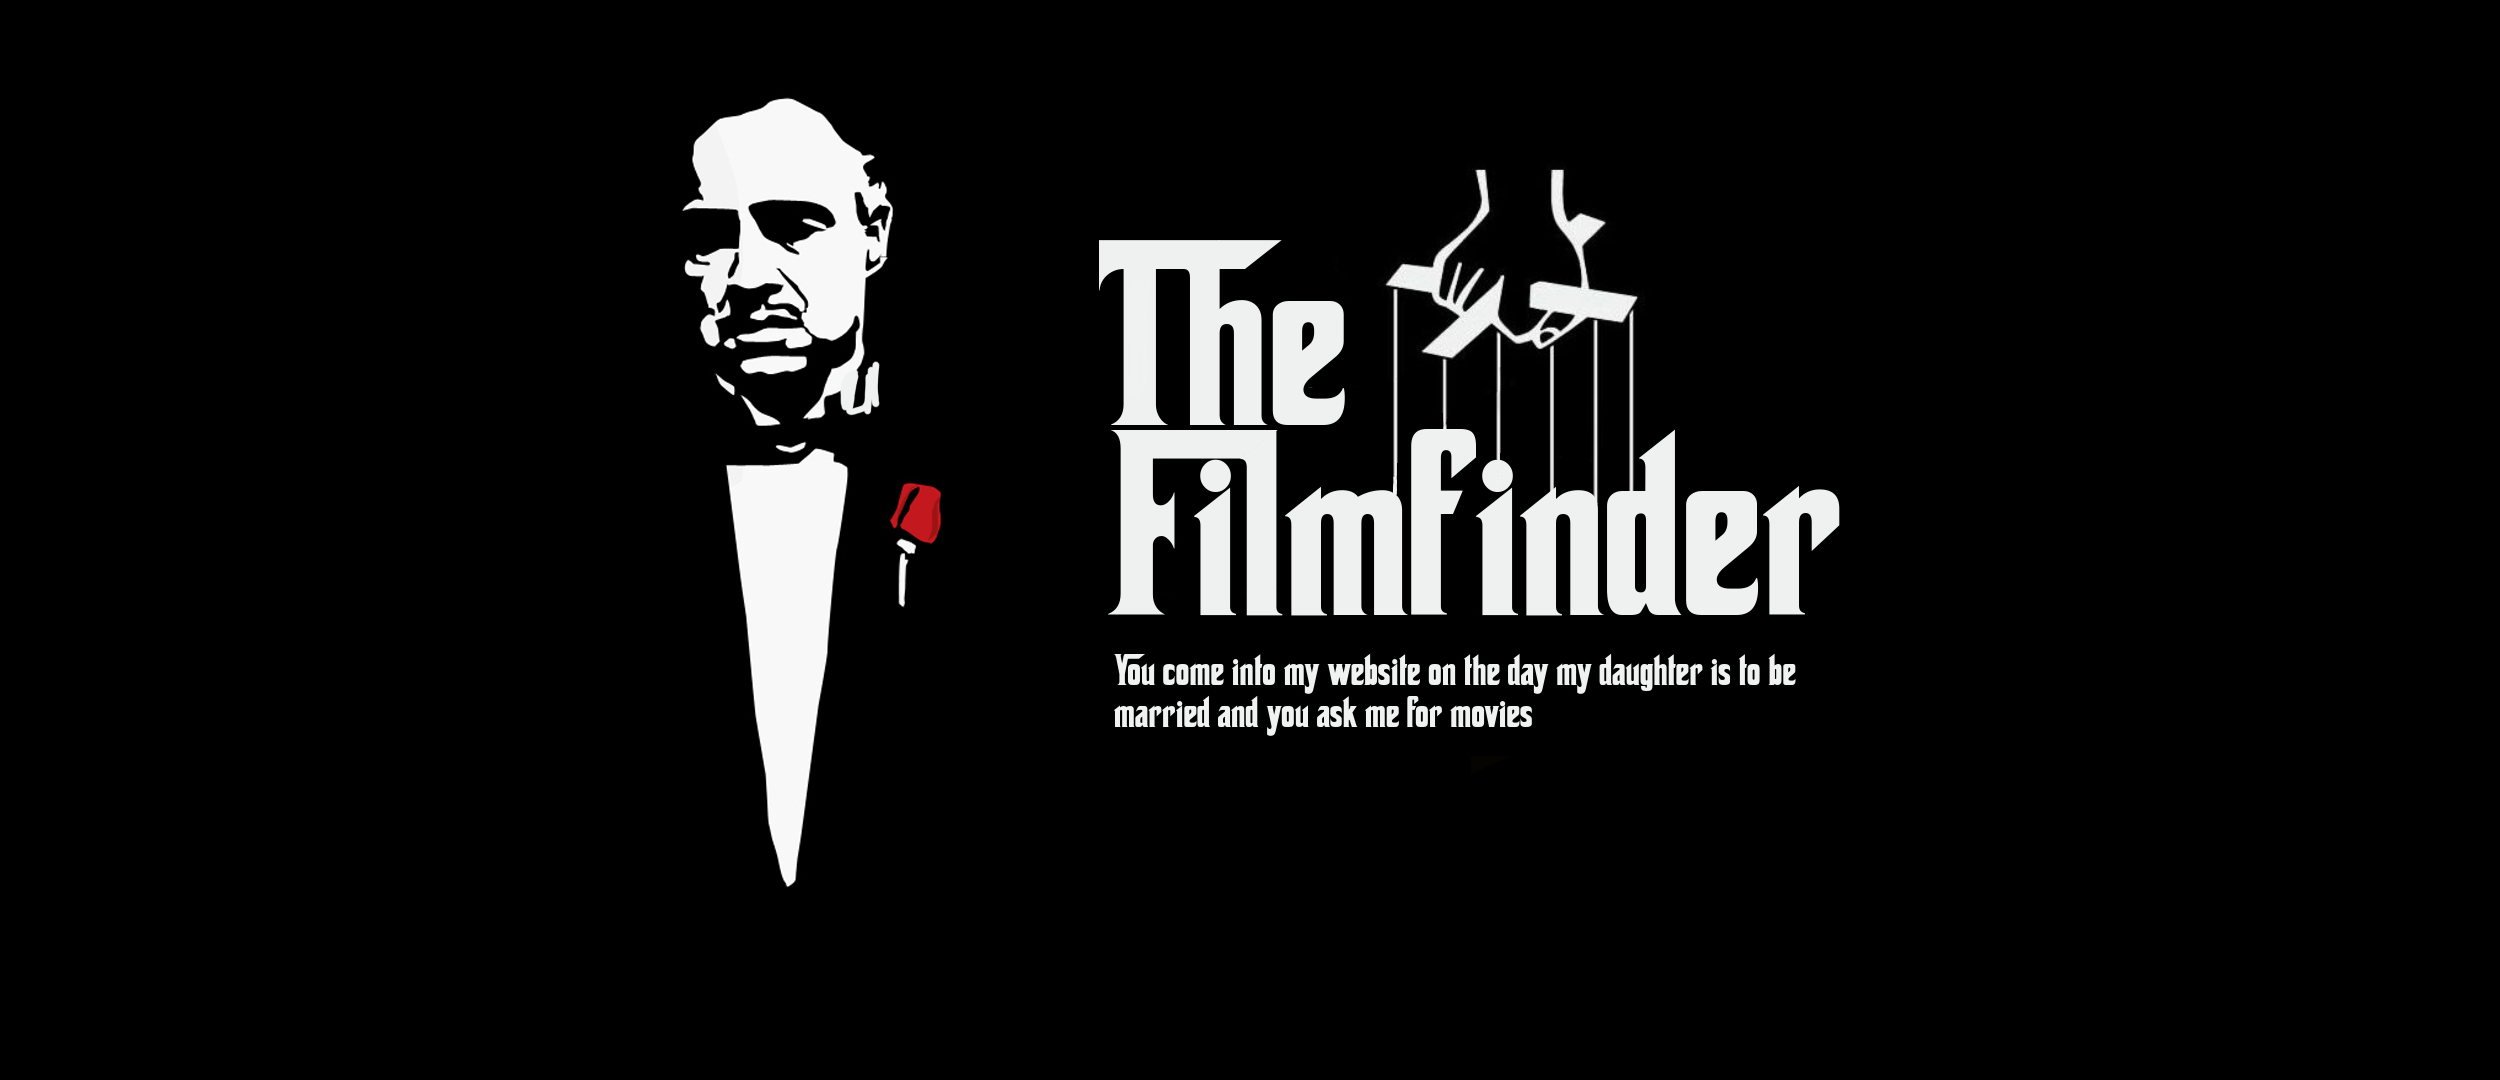 The
Filmfinder
You come into my website on the day my daughter is to be
married and you ask me for movies